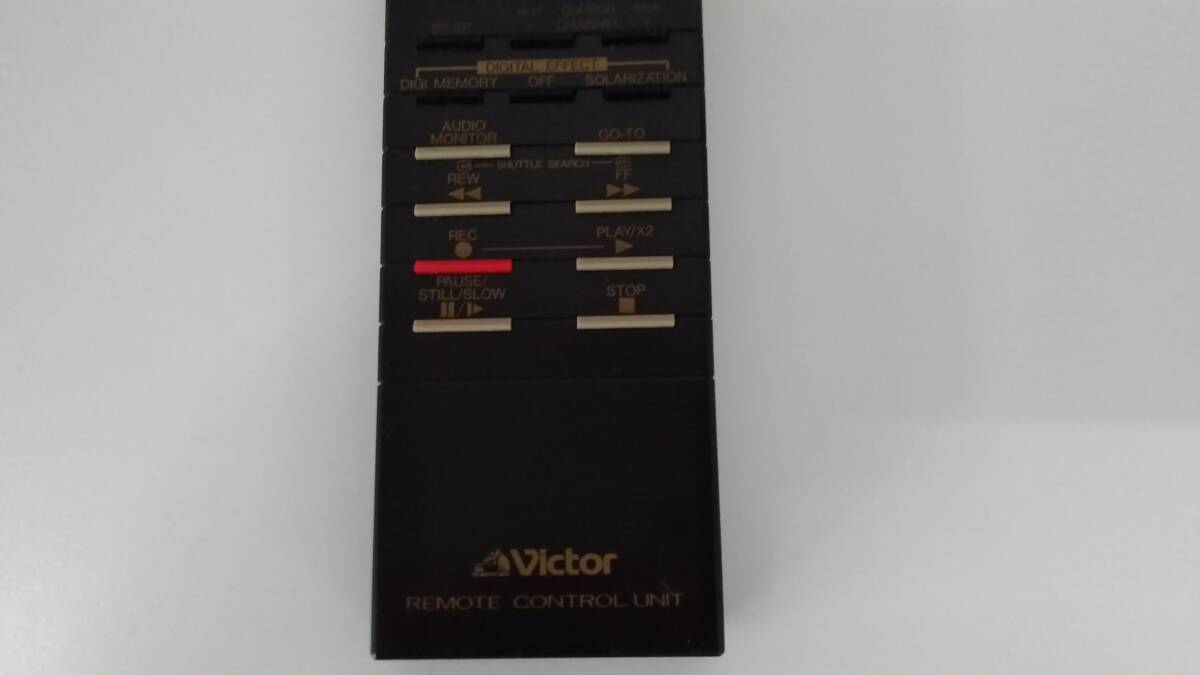 CURSOR
CHANNEL
DIGITAL EFFECT
DIGI.MEMORY OFF SOLARIZATION
AUDIO MONITOR GO-TO
SHUTTLE SEARCH
REW FF
REC PLAY/X2
PAUSE/ STILL/SLOW STOP
Victor
REMOTE CONTROL UNIT